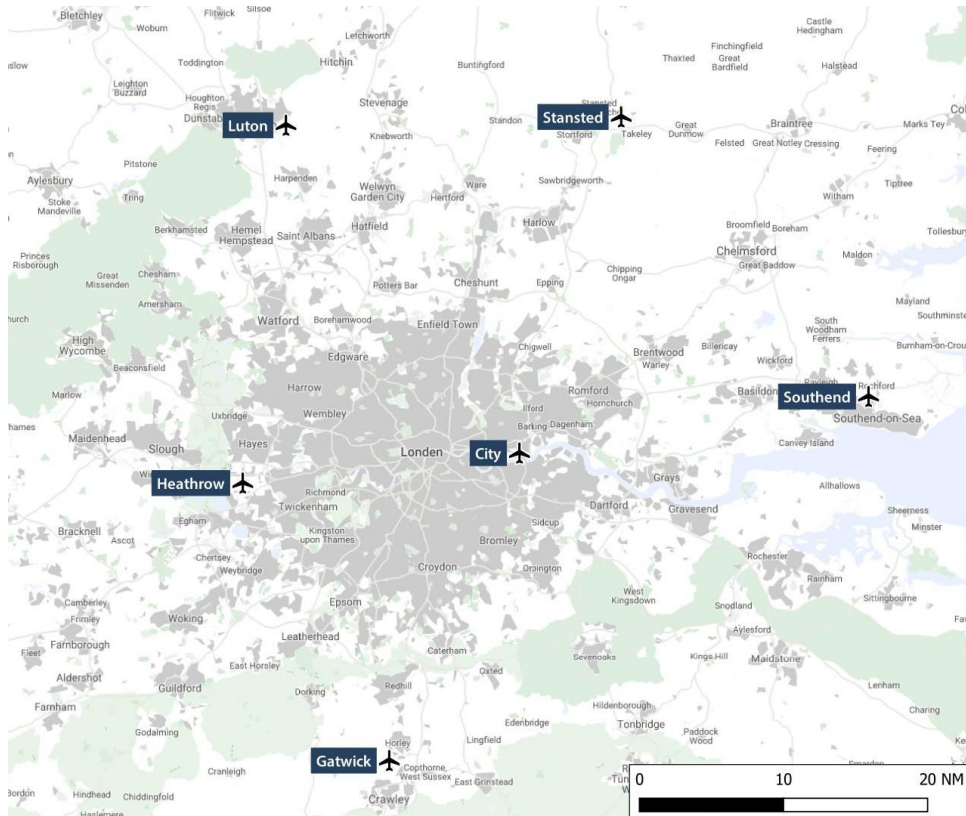 Bletchley
Woburn
Flitwick
Silsoe
Letchworth
Castle
Hedingham
Toddington
Hitchin
Buntingford
Finchingfield
Thaxted
Great
Bardfield
Halstead
Leighton
Buzzard
Houghton
Regis
Stevenage
Luton
Standon
Stansted
Stortford
Takeley
Great
Dunmow
Braintree
Marks Tey
Knebworth
Felsted
Great Notley
Cressing
Feering
Pitstone
Aylesbury
Tring
Harpenden
Welwyn
Garden City
Ware
Hertford
Sawbridgeworth
Tiptree
Witham
Stoke
Mandeville
Berkhamsted
Hemel
Hempstead
Saint Albans
Hatfield
Harlow
Broomfield
Boreham
Chelmsford
Great Baddow
Maldon
Princes
Risborough
Great
Missenden
Chesham
Amersham
Potters Bar
Cheshunt
Epping
Chipping
Ongar
Mayland
Southminster
Watford
Borehamwood
Enfield Town
High
Wycombe
Beaconsfield
Edgware
Chigwell
Brentwood
Warley
Billericay
South
Woodham
Ferrers
Wickford
Marlow
Harrow
Romford
Hornchurch
Basildon
Rayleigh
Southend
Southend-on-Sea
Uxbridge
Wembley
Ilford
Barking
Dagenham
Canvey Island
Maidenhead
Slough
Hayes
London
City
Grays
Allhallows
Heathrow
Richmond
Twickenham
Dartford
Gravesend
Sheerness
Minster
Bracknell
Ascot
Egham
Kingston
upon Thames
Sidcup
Bromley
Chertsey
Weybridge
Croydon
Orpington
Rochester
Rainham
Sittingbourne
Camberley
Frimley
Woking
Epsom
West
Kingsdown
Snodland
Farnborough
Fleet
Leatherhead
Aylesford
Aldershot
East Horsley
Caterham
Sevenoaks
Kings Hill
Maidstone
Guildford
Dorking
Redhill
Oxted
Lenham
Farnham
Godalming
Hildenborough
Tonbridge
Charing
Edenbridge
Paddock
Wood
Horley
Lingfield
Gatwick
Cranleigh
Copthorne,
West Sussex
East Grinstead
Crawley
Hindhead
Chiddingfold
Haslemere
0 10 20 NM